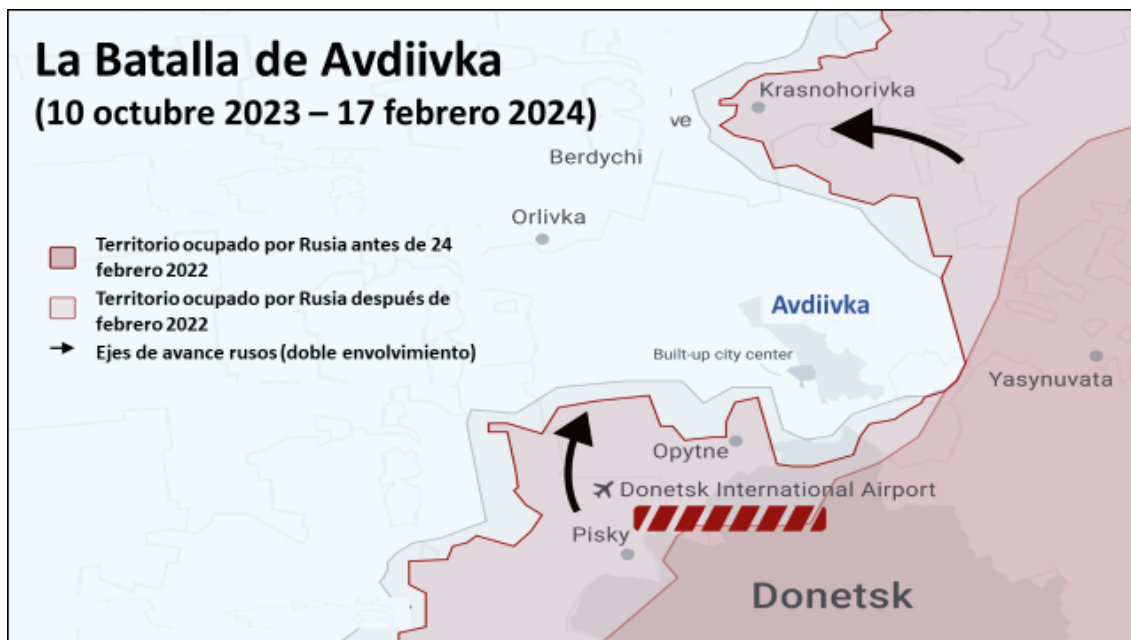 La Batalla de Avdiivka
(10 octubre 2023 – 17 febrero 2024)
Krasnohorivka
ve
Berdychi
Orlivka
Territorio ocupado por Rusia antes de 24
febrero 2022
Territorio ocupado por Rusia después de
febrero 2022
Ejes de avance rusos (doble envolvimiento)
Avdiivka
Built-up city center
Yasynuvata
Opytne
Donetsk International Airport
Pisky
Donetsk